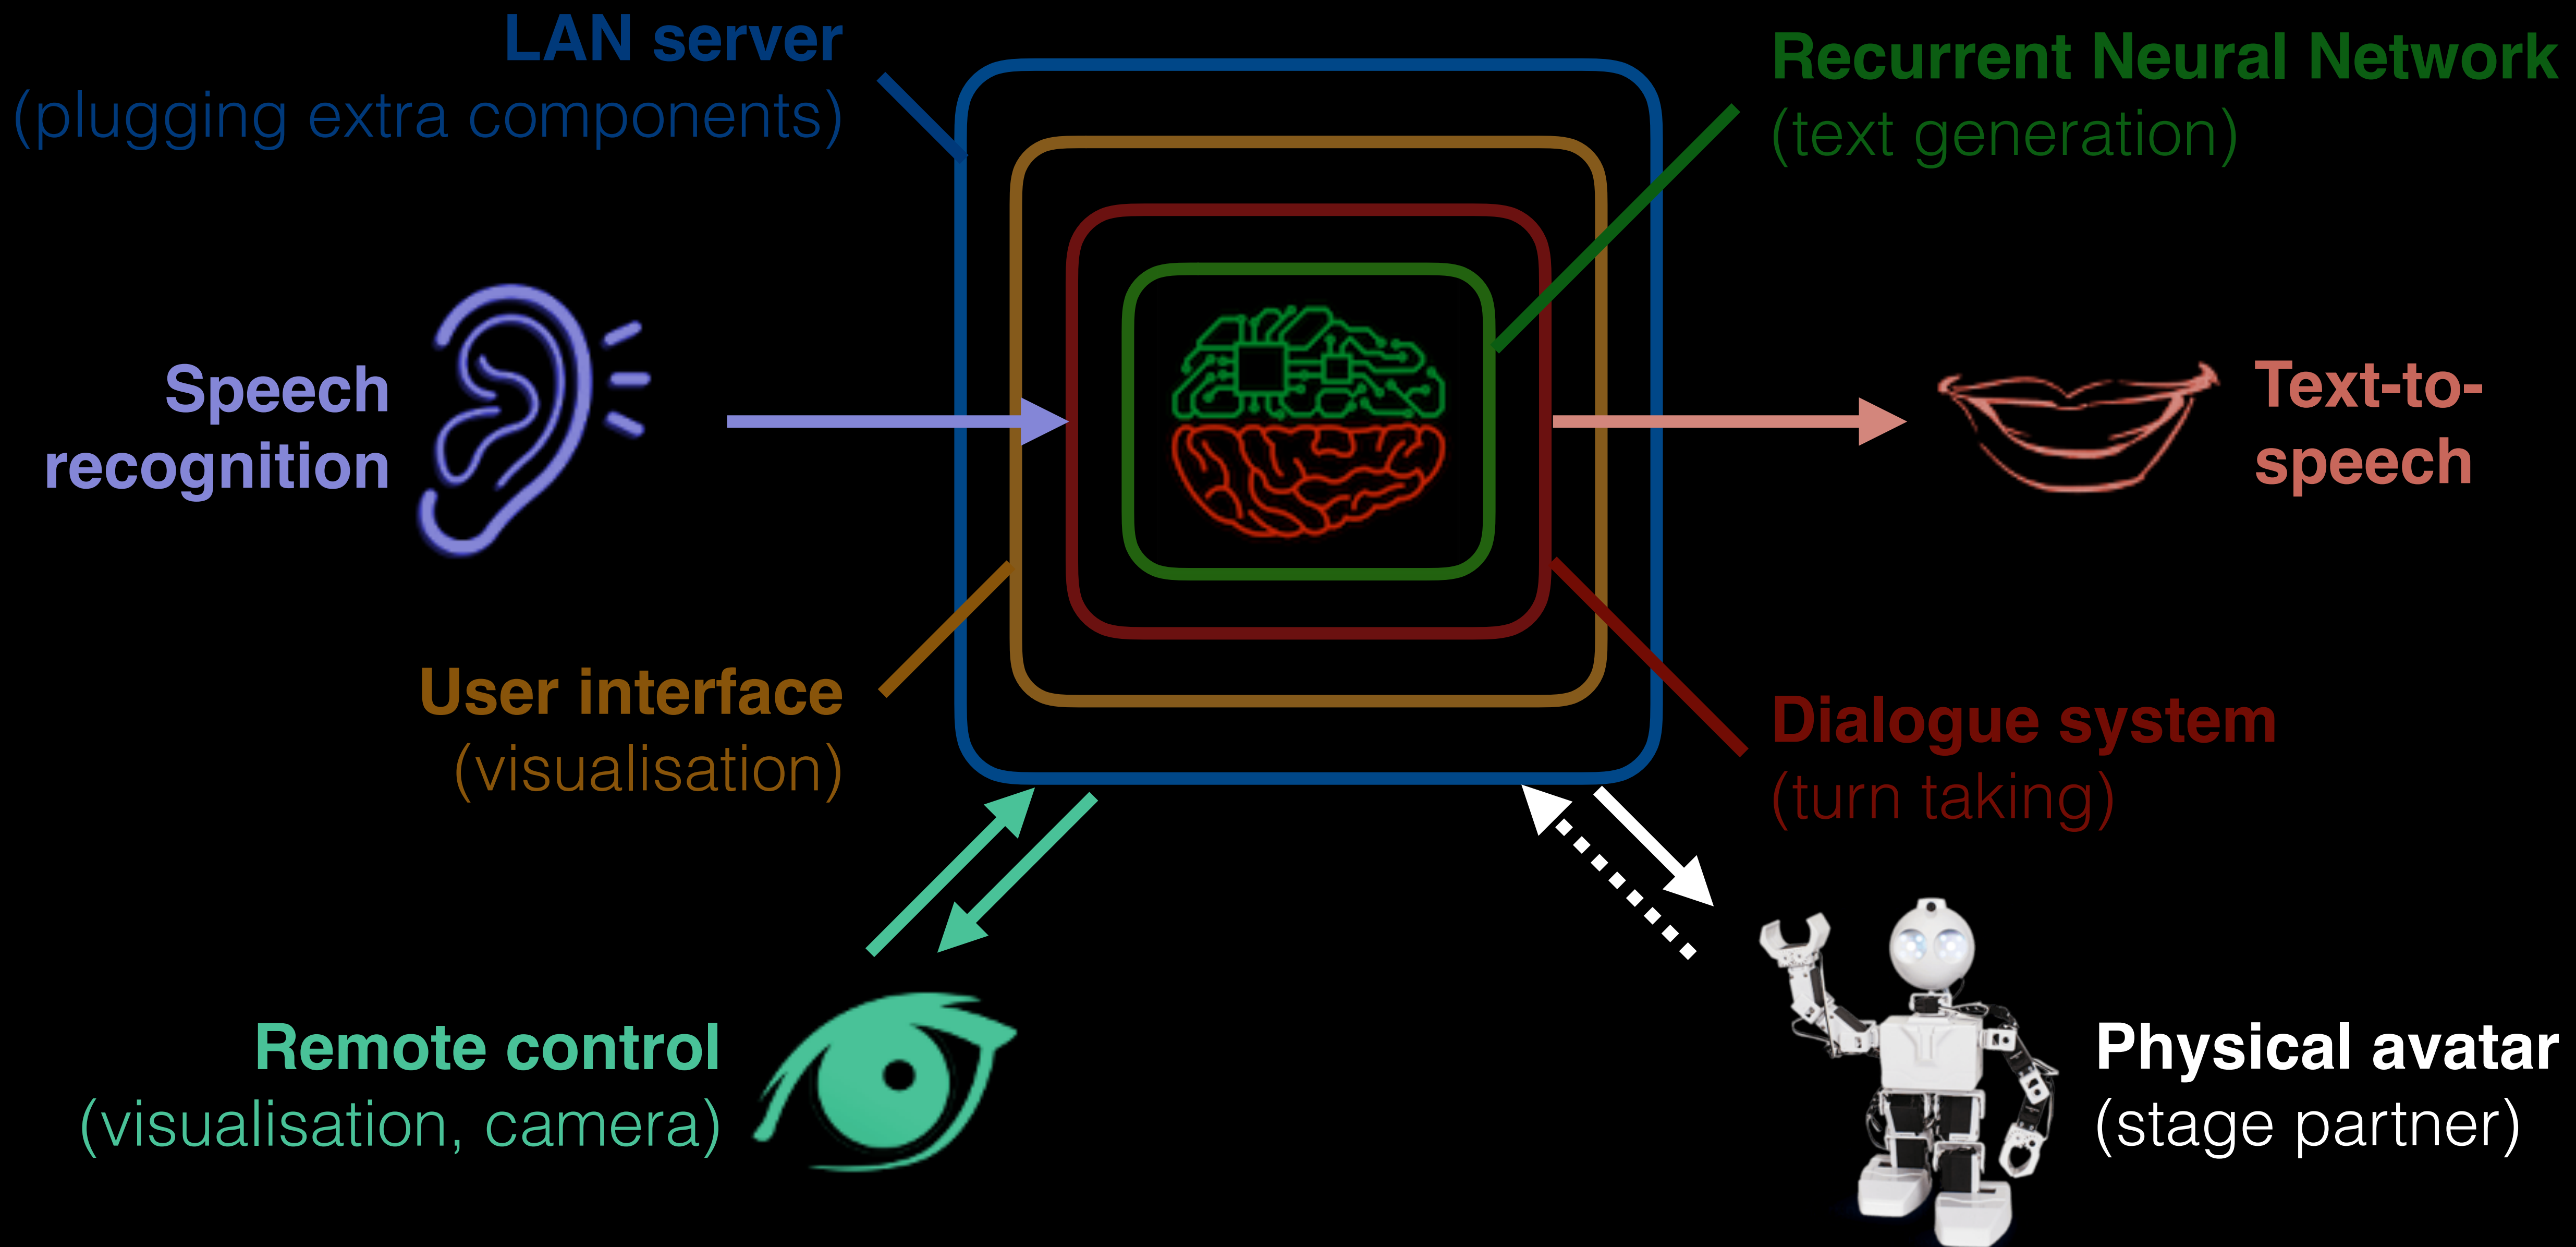 LAN server
(plugging extra components)
Recurrent Neural Network
(text generation)
Speech
recognition
Text-to-
speech
User interface
(visualisation)
Dialogue system
(turn taking)
Remote control
(visualisation, camera)
Physical avatar
(stage partner)